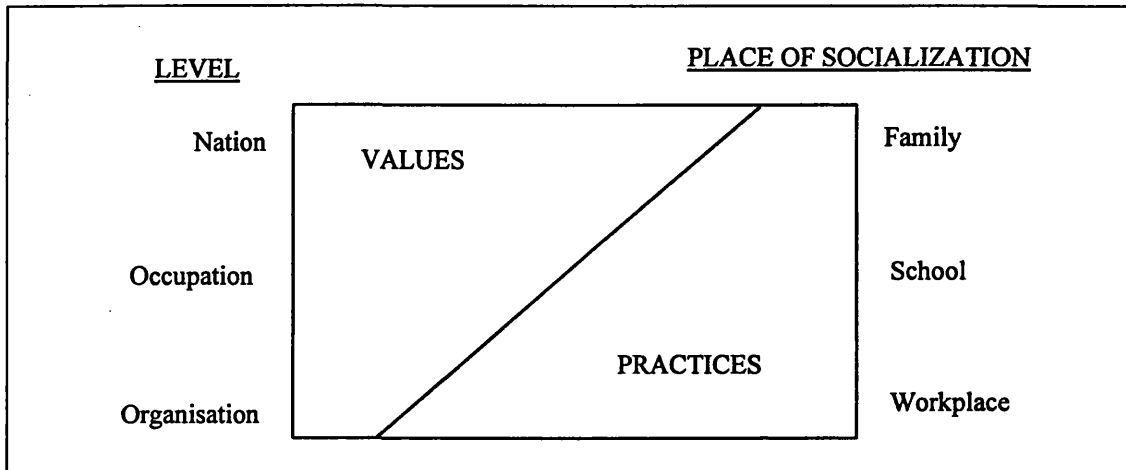 LEVEL
PLACE OF SOCIALIZATION
Nation
VALUES
Family
Occupation
School
PRACTICES
Organisation
Workplace